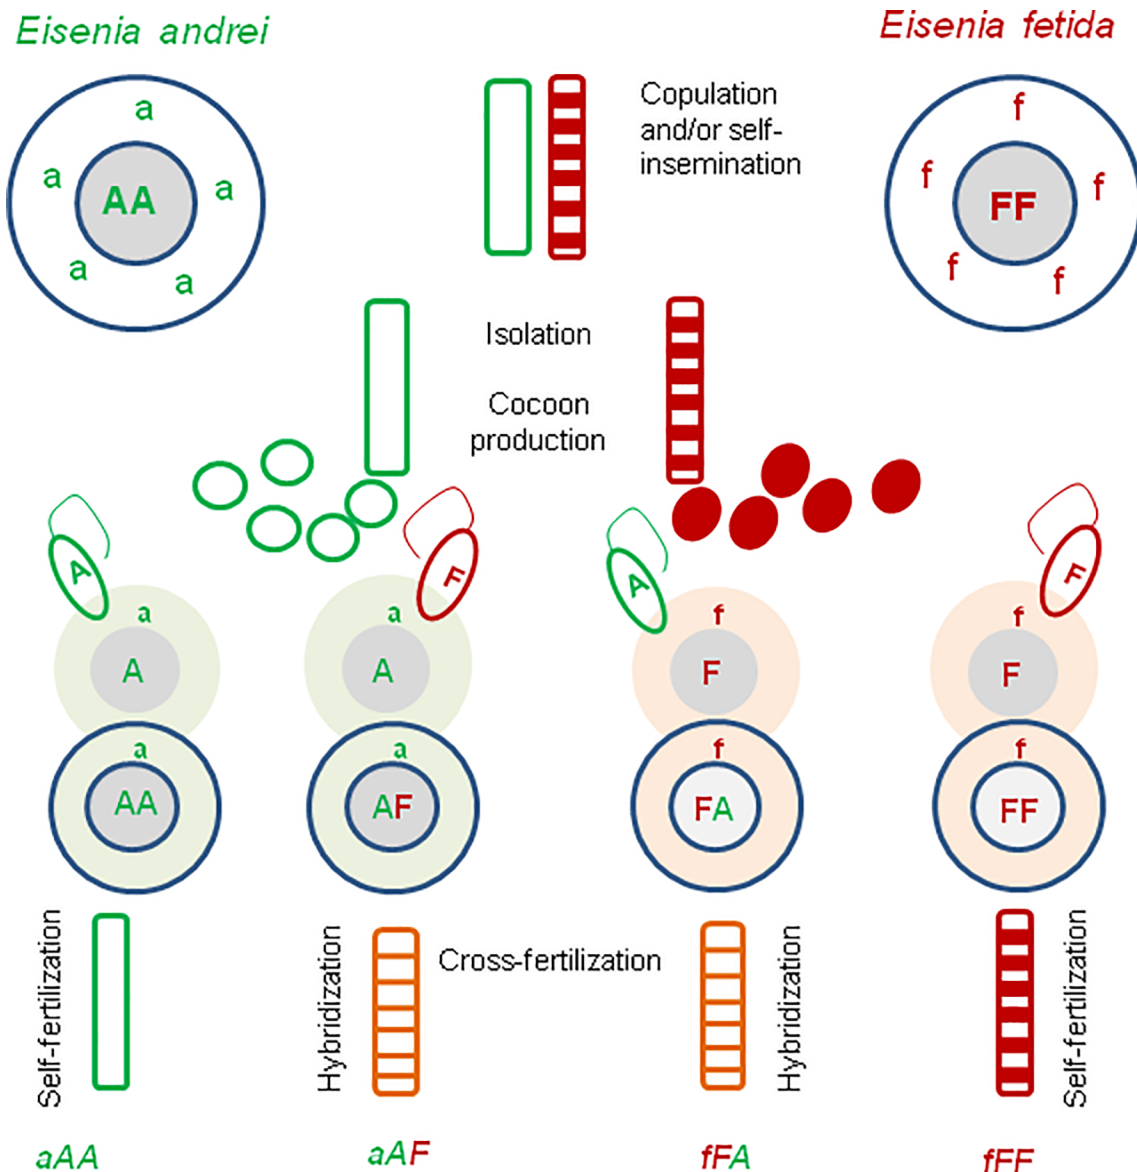 Eisenia andrei
Eisenia fetida
a
a
a
a
a
AA
Copulation
and/or self-
insemination
f
f
f
f
f
FF
Isolation
Cocoon
production
A
F
A
F
a
a
f
f
A
A
F
F
a
a
f
f
AA
AF
FA
FF
Self-fertilization
Hybridization
Cross-fertilization
Hybridization
Self-fertilization
aAA
aAF
fFA
fFF